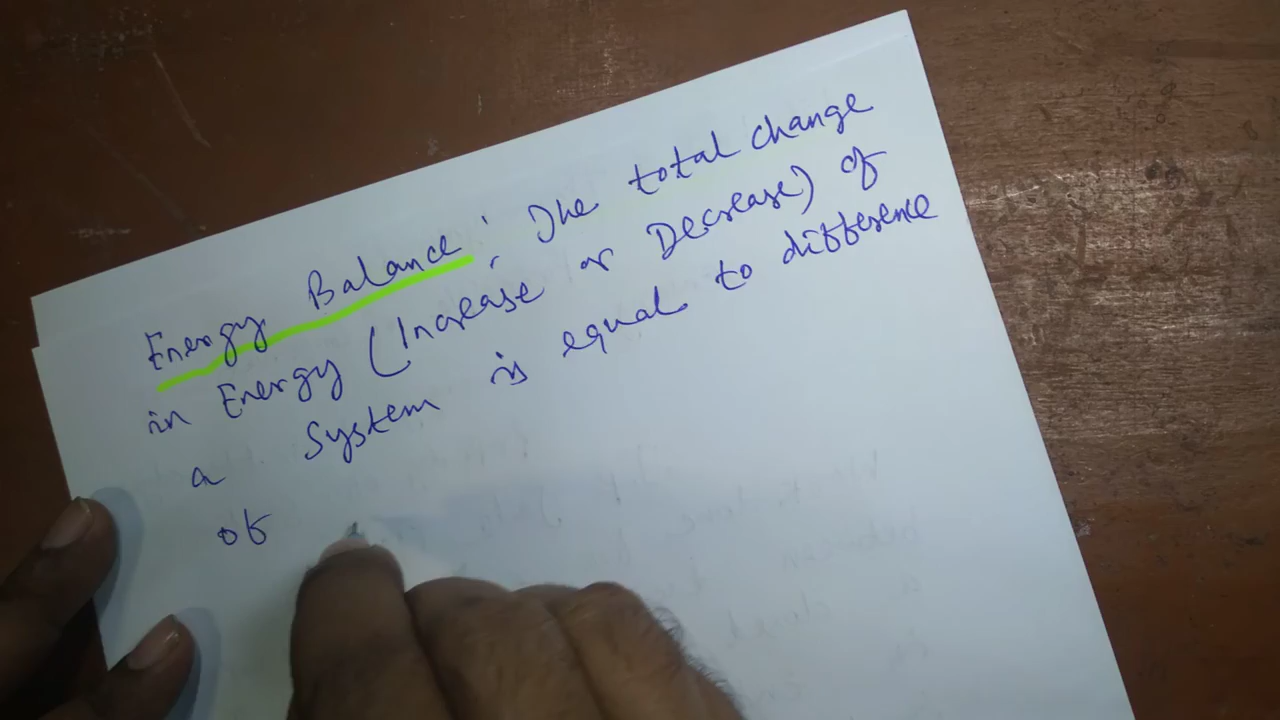 Energy Balance: The total change
in Energy (Increase or Decrease) of
a System is equal to difference
of